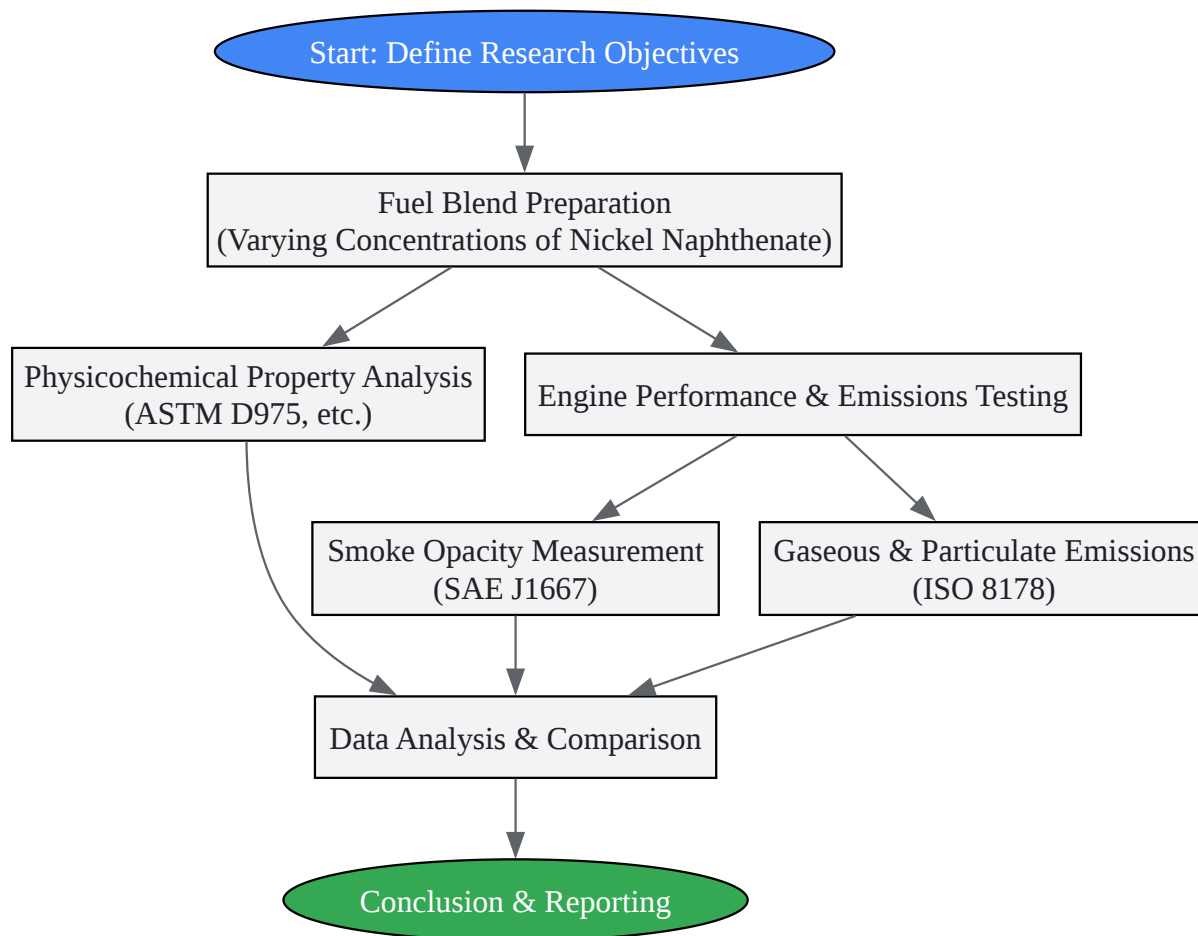 Start: Define Research Objectives
Fuel Blend Preparation
(Varying Concentrations of Nickel Naphthenate)
Physicochemical Property Analysis
(ASTM D975, etc.)
Engine Performance & Emissions Testing
Smoke Opacity Measurement
(SAE J1667)
Gaseous & Particulate Emissions
(ISO 8178)
Data Analysis & Comparison
Conclusion & Reporting